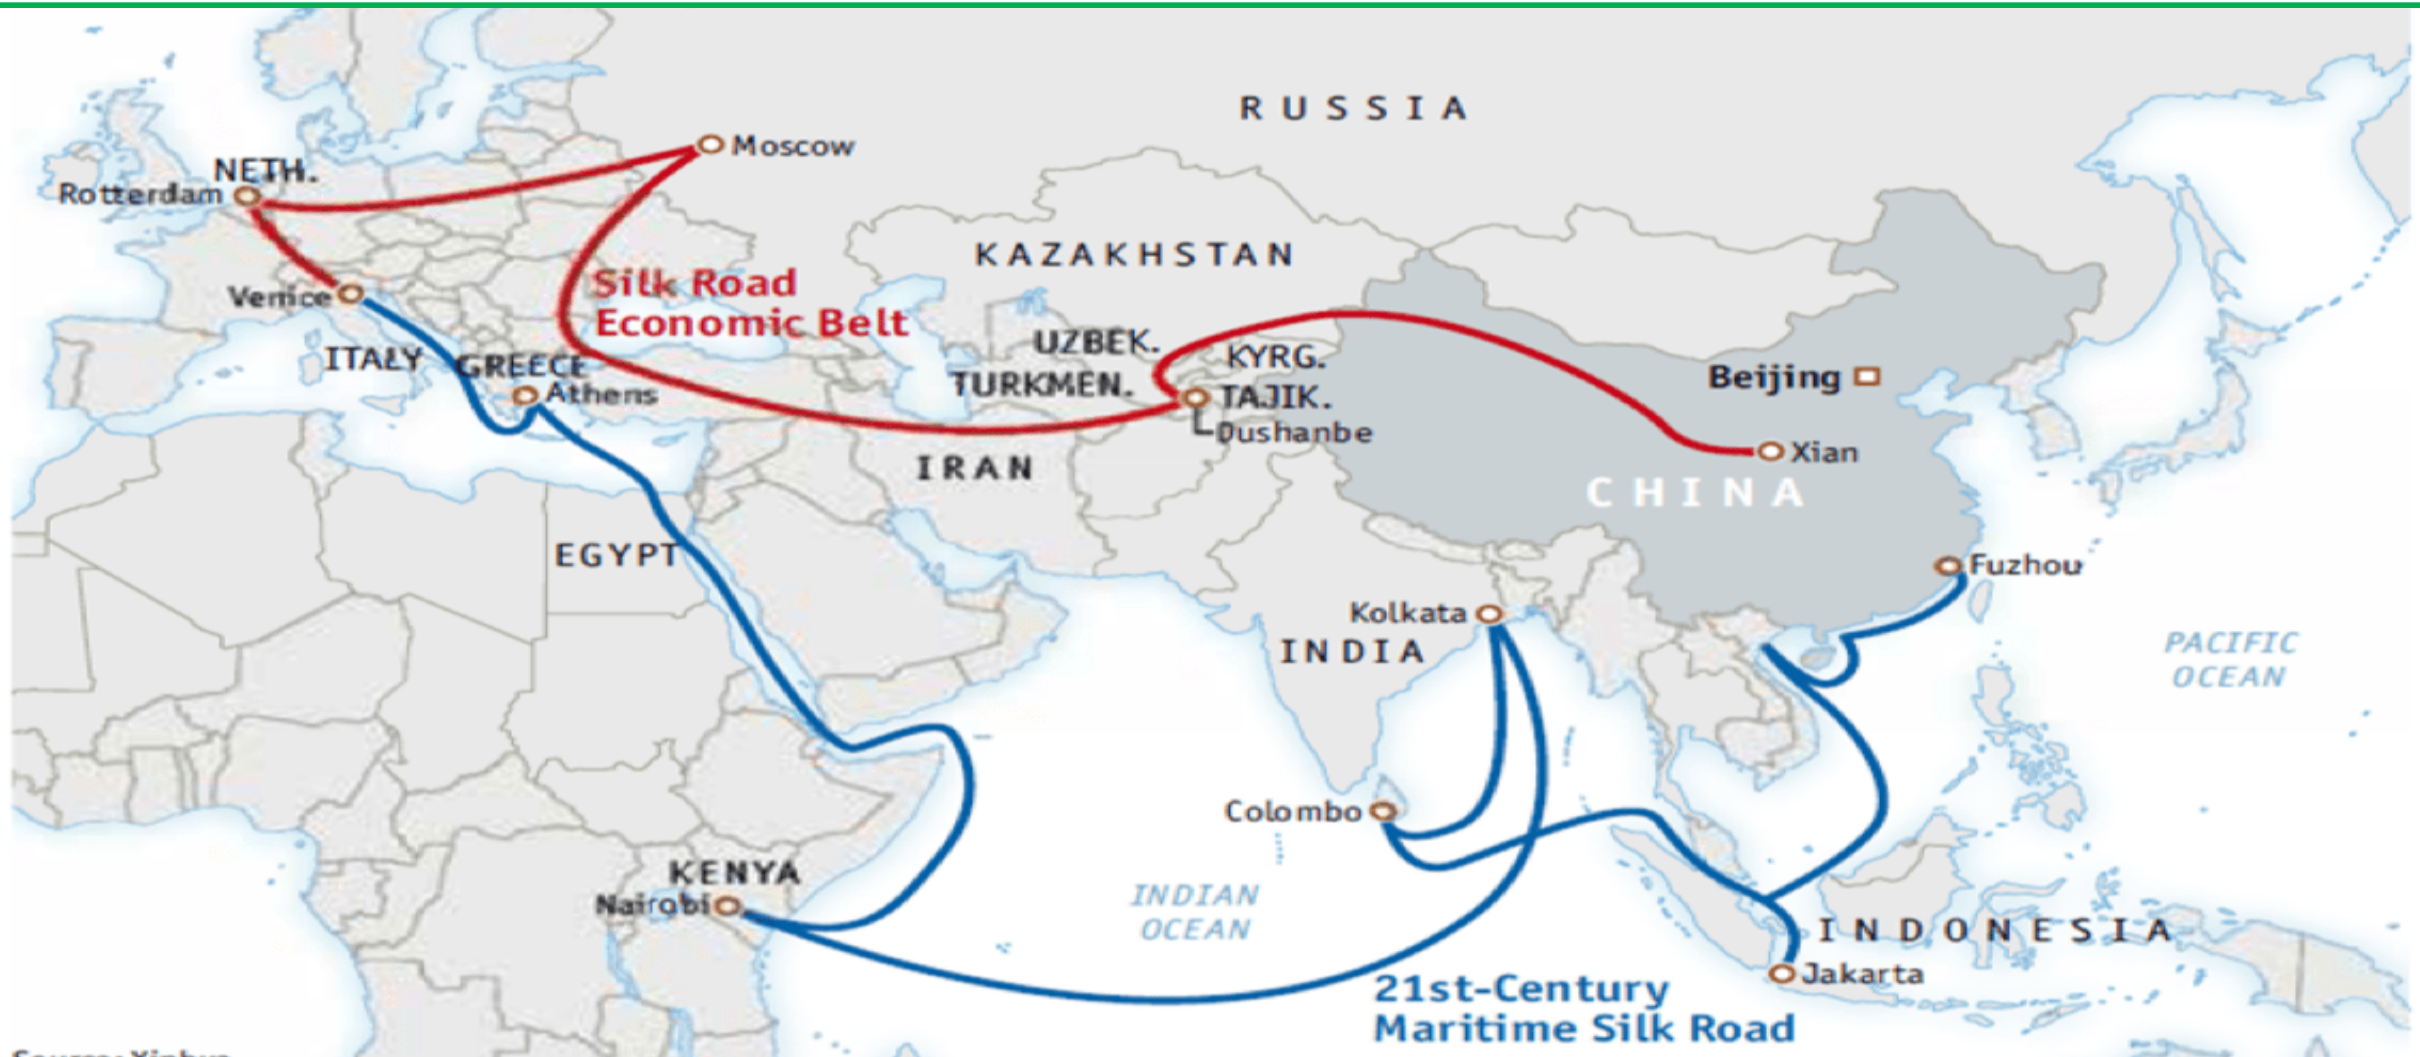 RUSSIA
Moscow
NETH.
Rotterdam
KAZAKHSTAN
Silk Road
Economic Belt
Venice
UZBEK.
KYRG.
ITALY
GREECE
TURKMEN.
TAJIK.
Beijing
Athens
Dushanbe
Xian
IRAN
CHINA
EGYPT
Fuzhou
Kolkata
INDIA
PACIFIC
OCEAN
Colombo
KENYA
Nairobi
INDIAN
OCEAN
INDONESIA
Jakarta
21st-Century
Maritime Silk Road